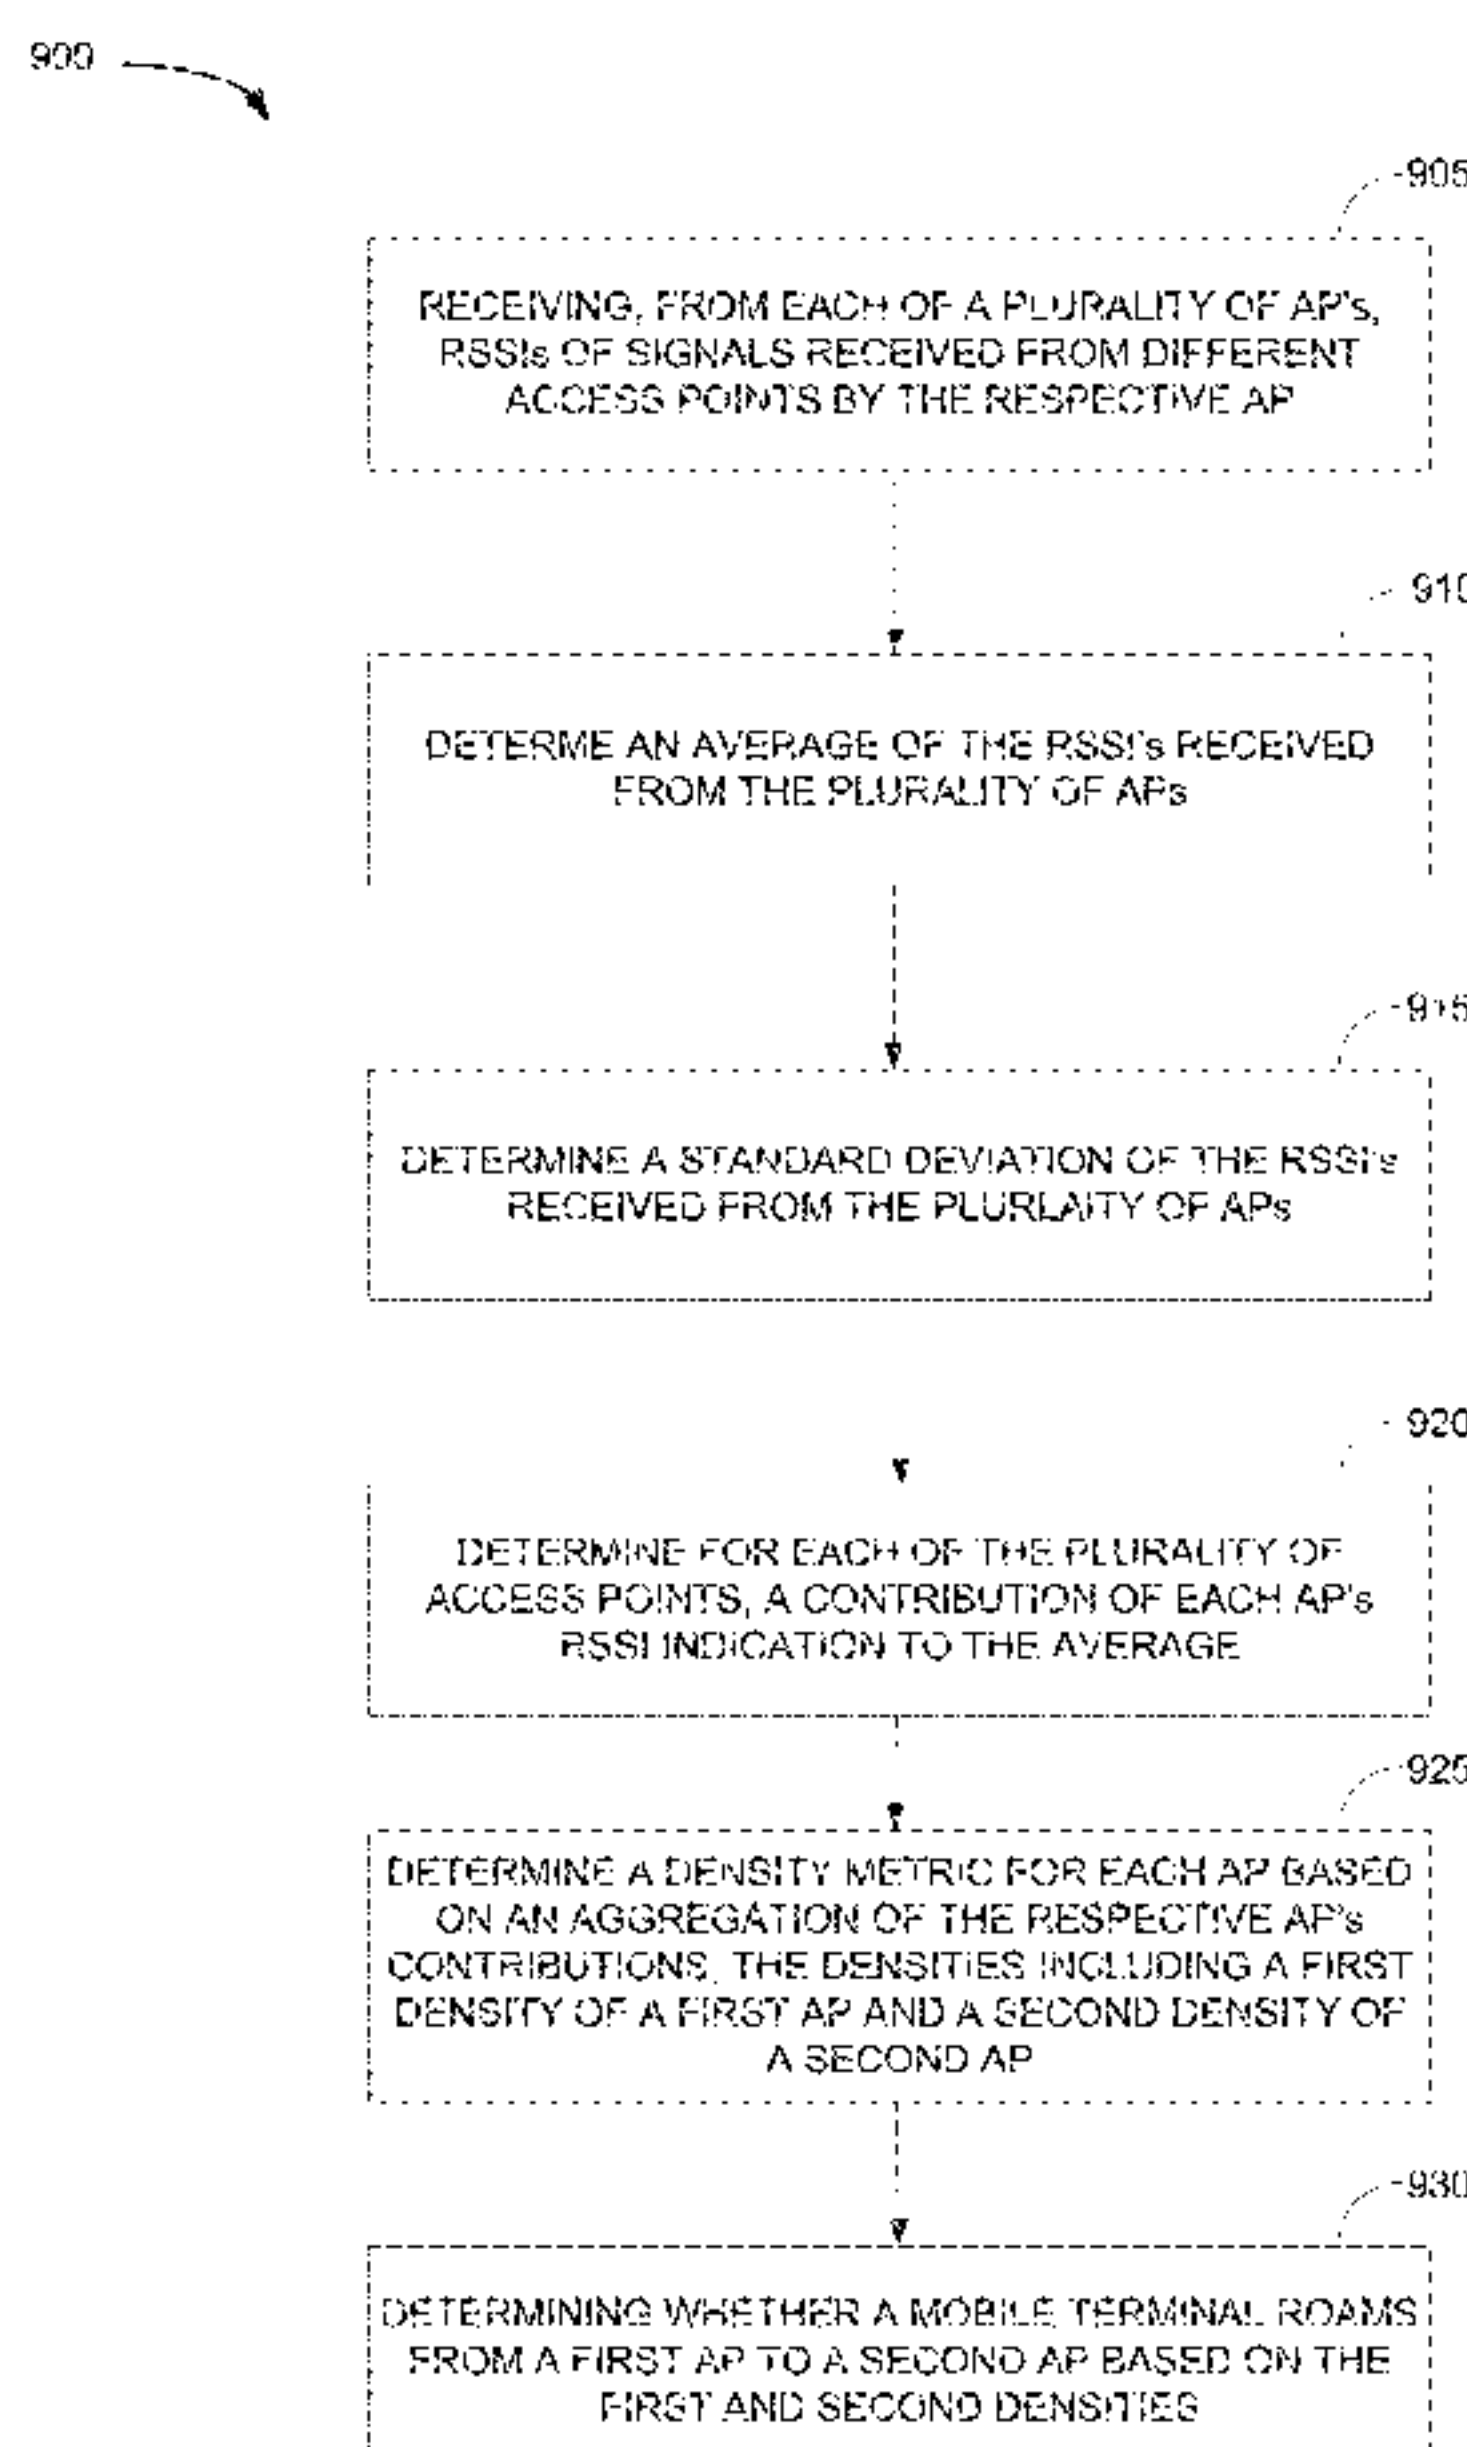 900
905
RECEIVING, FROM EACH OF A PLURALITY OF AP's,
RSSIs OF SIGNALS RECEIVED FROM DIFFERENT
ACCESS POINTS BY THE RESPECTIVE AP
910
DETERME AN AVERAGE OF THE RSSI's RECEIVED
FROM THE PLURALITY OF APs
915
DETERMINE A STANDARD DEVIATION OF THE RSSI's
RECEIVED FROM THE PLURLAITY OF APs
920
DETERMINE FOR EACH OF THE PLURALITY OF
ACCESS POINTS, A CONTRIBUTION OF EACH AP's
RSSI INDICATION TO THE AVERAGE
925
DETERMINE A DENSITY METRIC FOR EACH AP BASED
ON AN AGGREGATION OF THE RESPECTIVE AP's
CONTRIBUTIONS, THE DENSITIES INCLUDING A FIRST
DENSITY OF A FIRST AP AND A SECOND DENSITY OF
A SECOND AP
930
DETERMINING WHETHER A MOBILE TERMINAL ROAMS
FROM A FIRST AP TO A SECOND AP BASED ON THE
FIRST AND SECOND DENSITIES